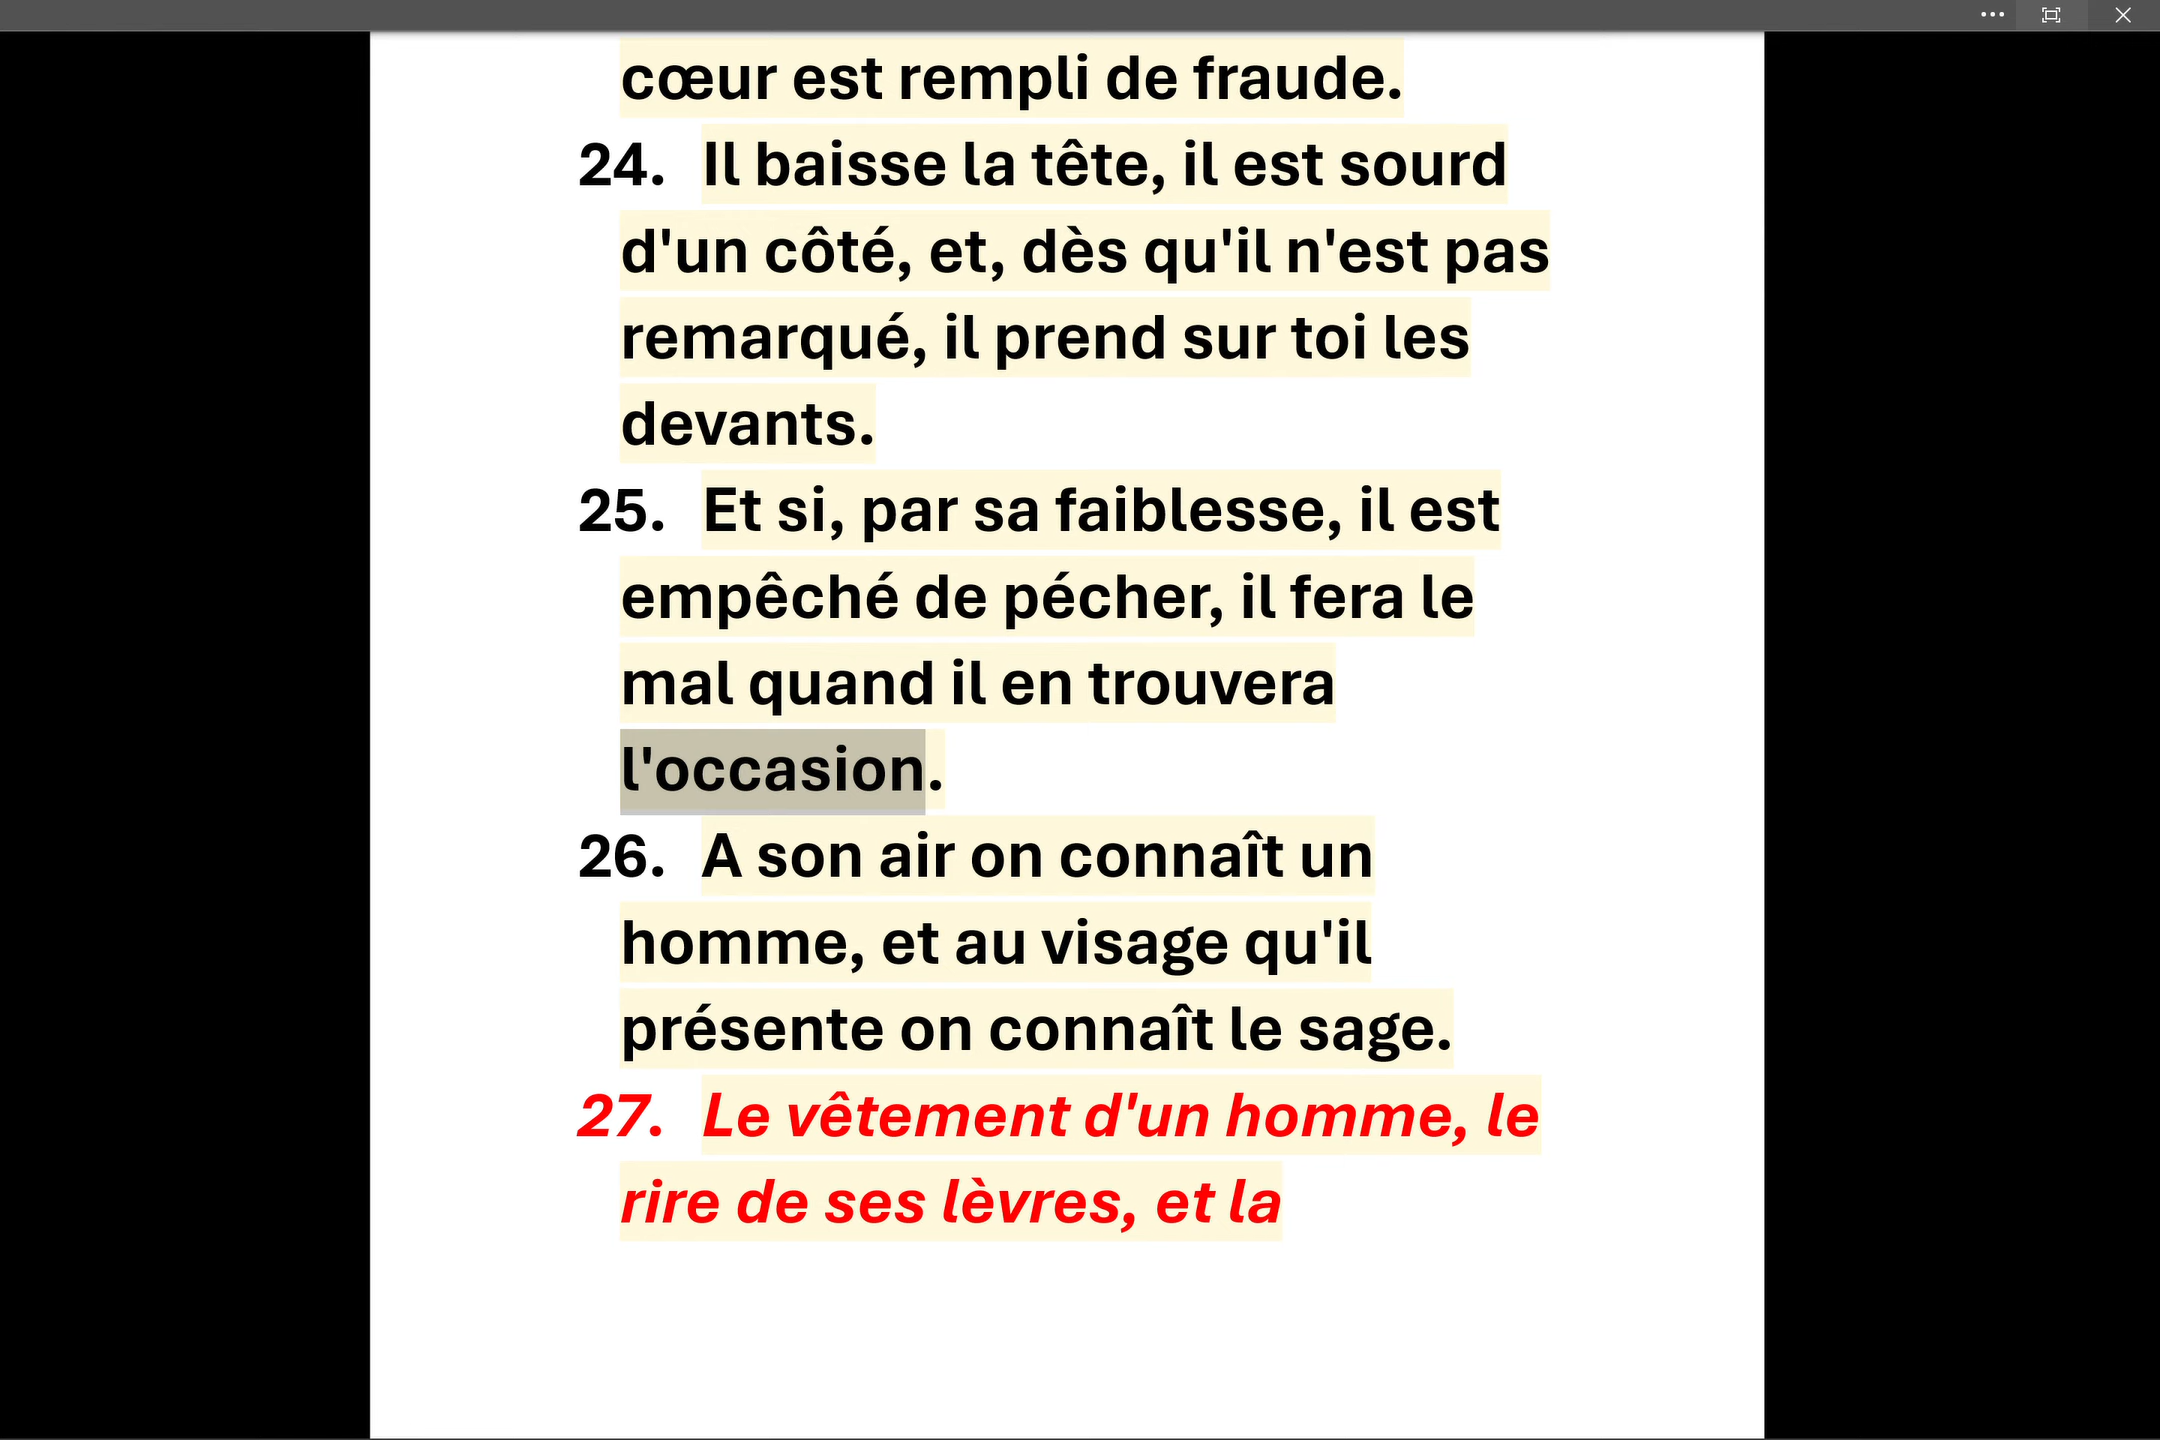 cœur est rempli de fraude.
24. Il baisse la tête, il est sourd
d'un côté, et, dès qu'il n'est pas
remarqué, il prend sur toi les
devants.
25. Et si, par sa faiblesse, il est
empêché de pécher, il fera le
mal quand il en trouvera
l'occasion.
26. A son air on connaît un
homme, et au visage qu'il
présente on connaît le sage.
27. Le vêtement d'un homme, le
rire de ses lèvres, et la